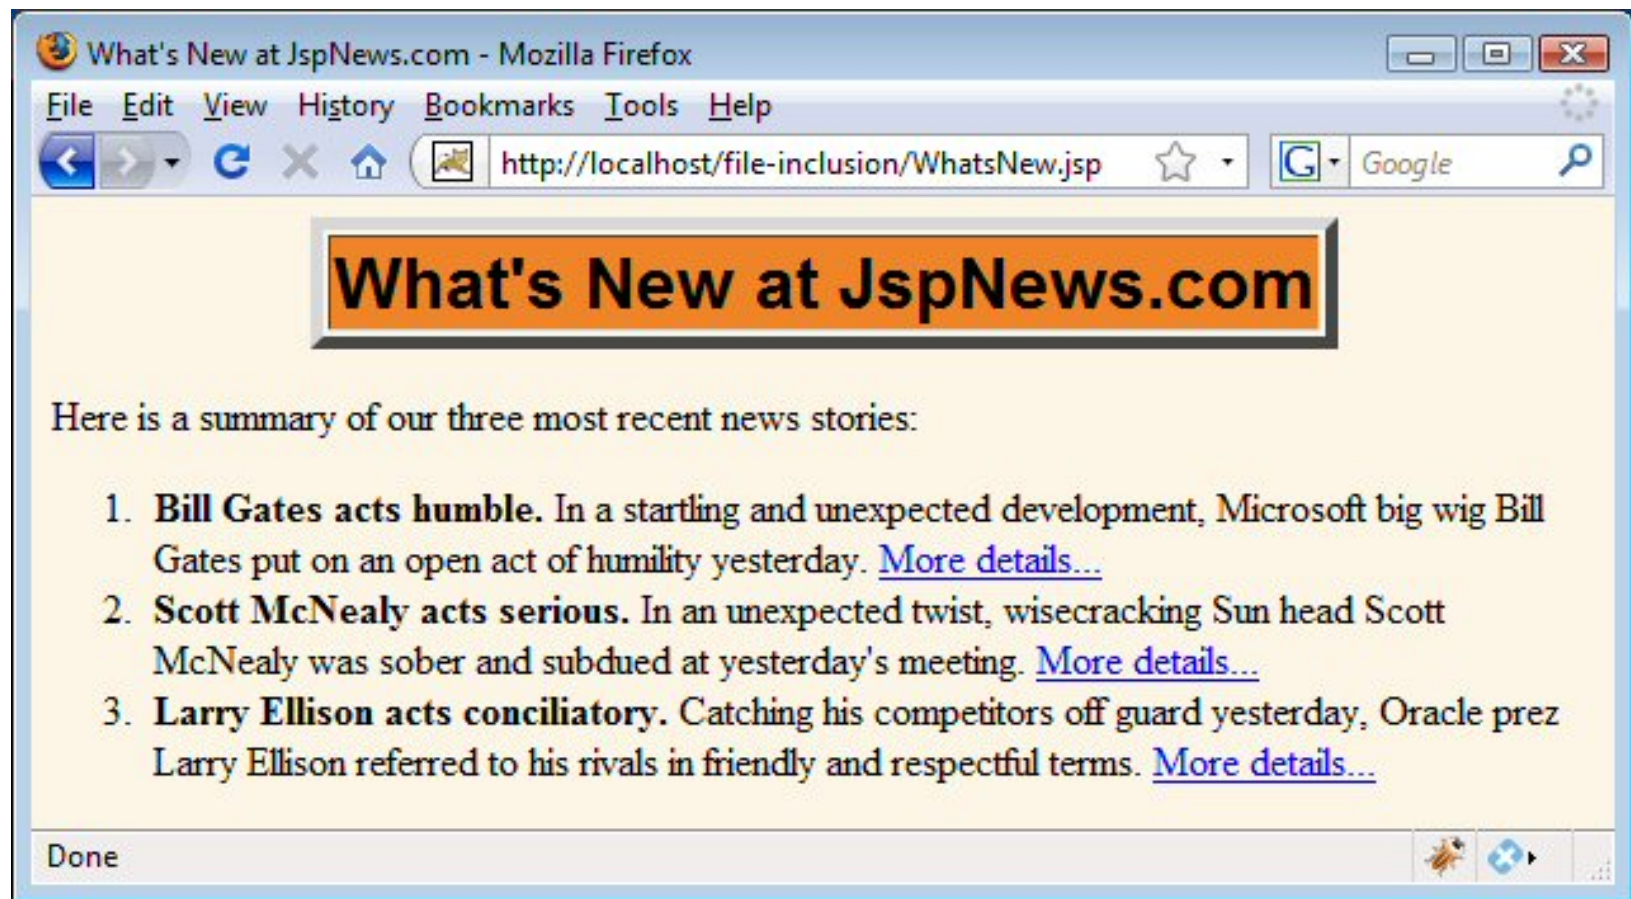 What's New at JspNews.com - Mozilla Firefox
File Edit View History Bookmarks Tools Help
http://localhost/file-inclusion/WhatsNew.jsp G Google
What's New at JspNews.com
Here is a summary of our three most recent news stories:
1. Bill Gates acts humble. In a startling and unexpected development, Microsoft big wig Bill
Gates put on an open act of humility yesterday. More details...
2. Scott McNealy acts serious. In an unexpected twist, wisecracking Sun head Scott
McNealy was sober and subdued at yesterday's meeting. More details...
3. Larry Ellison acts conciliatory. Catching his competitors off guard yesterday, Oracle prez
Larry Ellison referred to his rivals in friendly and respectful terms. More details...
Done